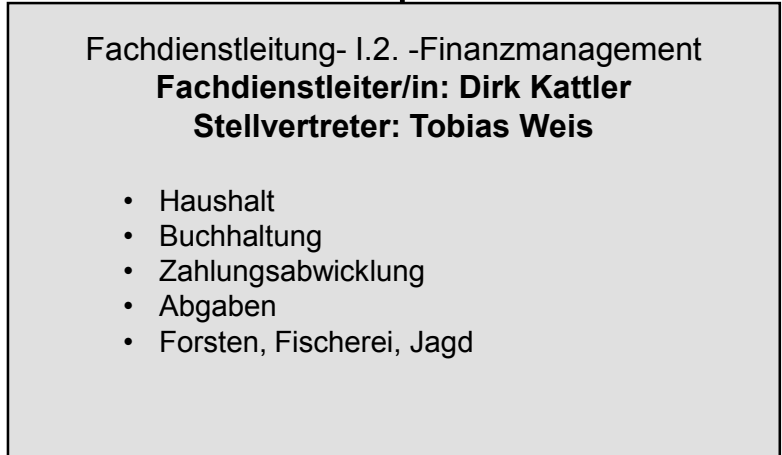 Fachdienstleitung- I.2. -Finanzmanagement
Fachdienstleiter/in: Dirk Kattler
Stellvertreter: Tobias Weis
• Haushalt
• Buchhaltung
• Zahlungsabwicklung
• Abgaben
• Forsten, Fischerei, Jagd